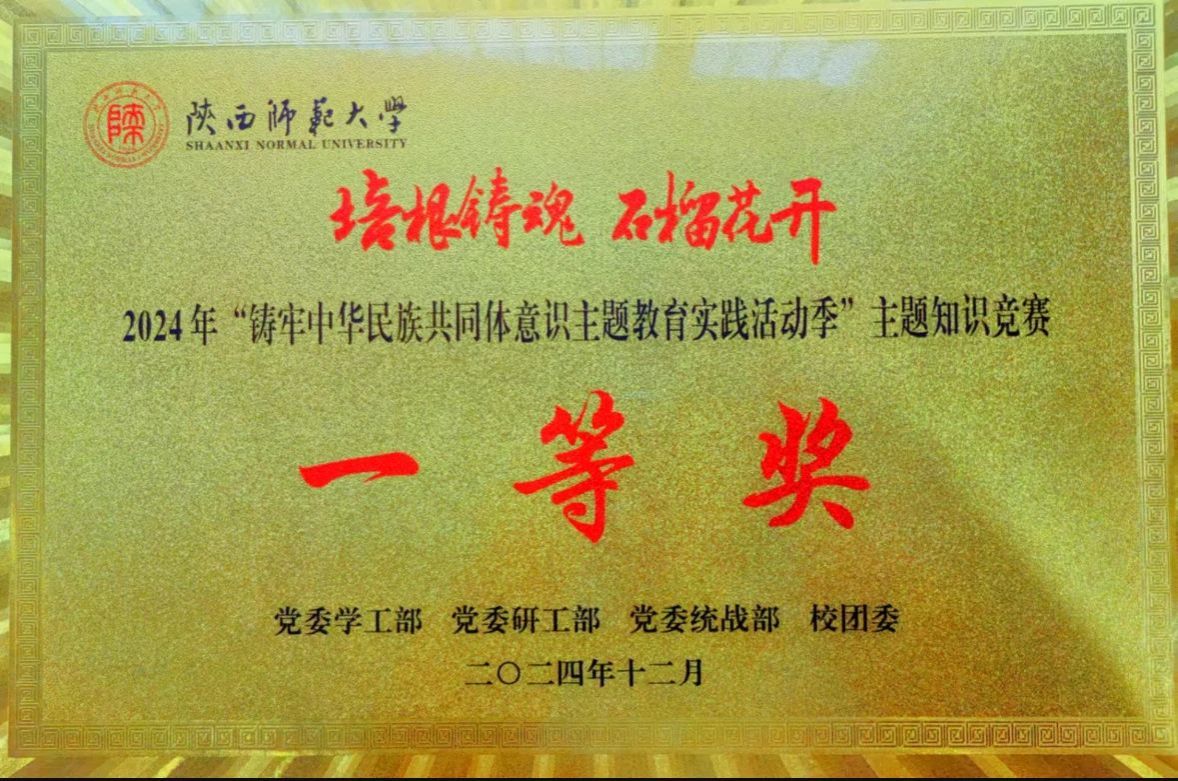 陕西师范大学
SHAANXI NORMAL UNIVERSITY
培根铸魂 石榴花开
2024年“铸牢中华民族共同体意识主题教育实践活动季”主题知识竞赛
一等奖
党委学工部 党委研工部 党委统战部 校团委
二〇二四年十二月